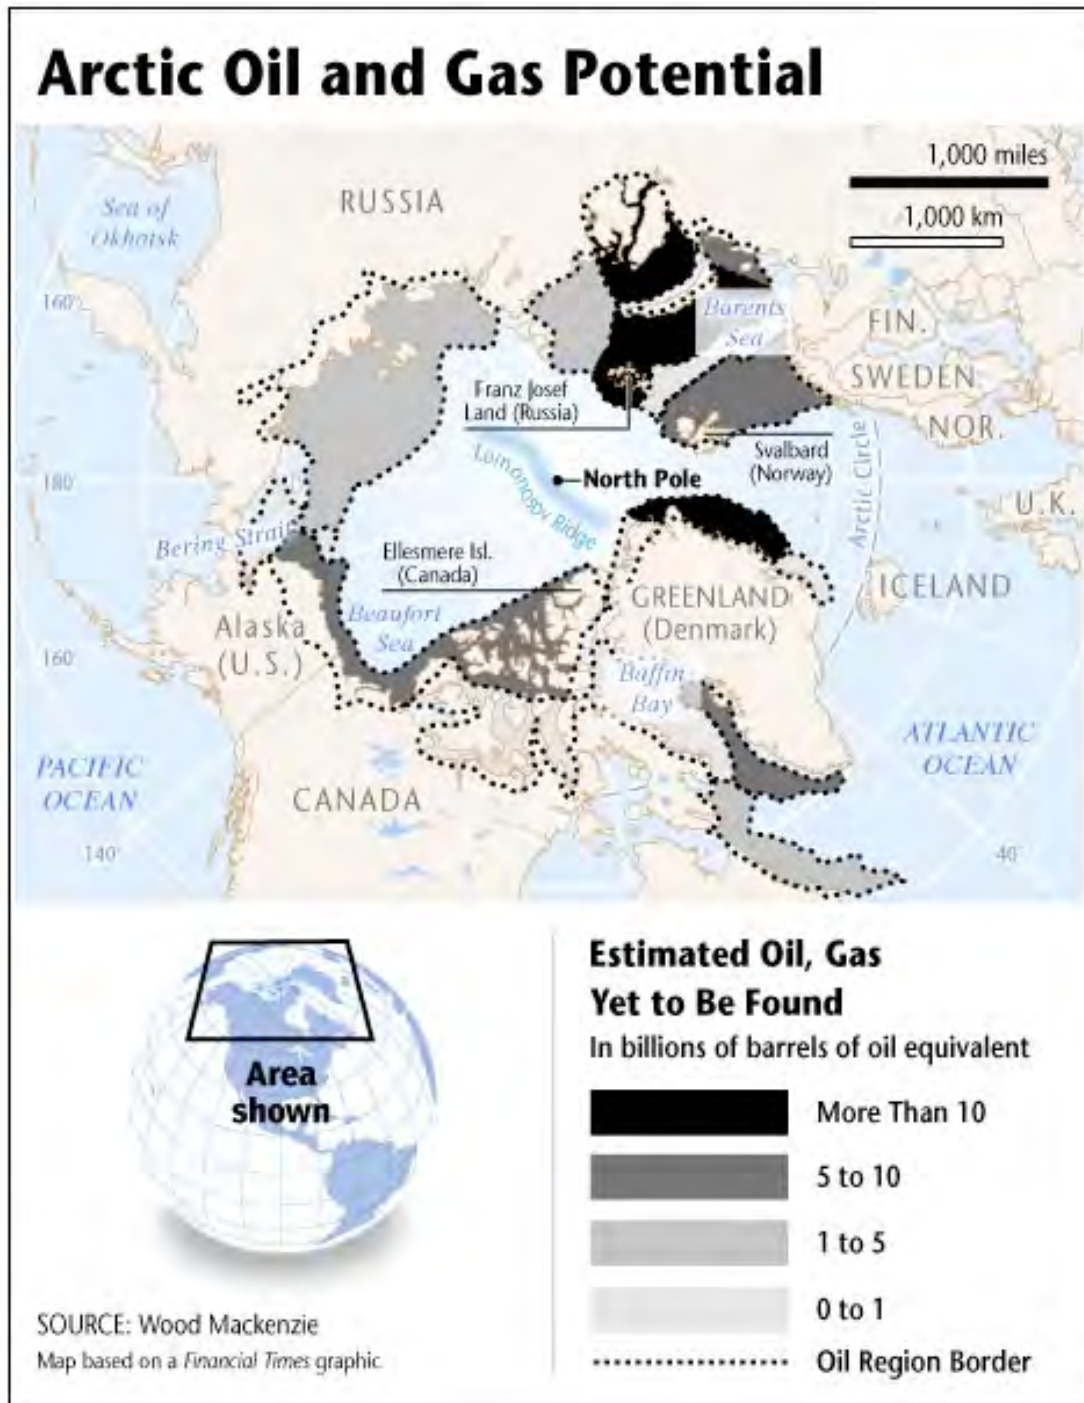 Arctic Oil and Gas Potential
1,000 miles
1,000 km
RUSSIA
Sea of
Okhotsk
160°
Barents
Sea
FIN.
SWEDEN
NOR.
Franz Josef
Land (Russia)
Svalbard
(Norway)
Lomonosov Ridge
North Pole
Arctic Circle
180°
U.K.
Bering Strait
Ellesmere Isl.
(Canada)
GREENLAND
(Denmark)
ICELAND
Alaska
(U.S.)
Beaufort
Sea
160°
Baffin
Bay
PACIFIC
OCEAN
ATLANTIC
OCEAN
CANADA
140°
40°
Area
shown
Estimated Oil, Gas
Yet to Be Found
In billions of barrels of oil equivalent
More Than 10
5 to 10
1 to 5
0 to 1
Oil Region Border
SOURCE: Wood Mackenzie
Map based on a Financial Times graphic